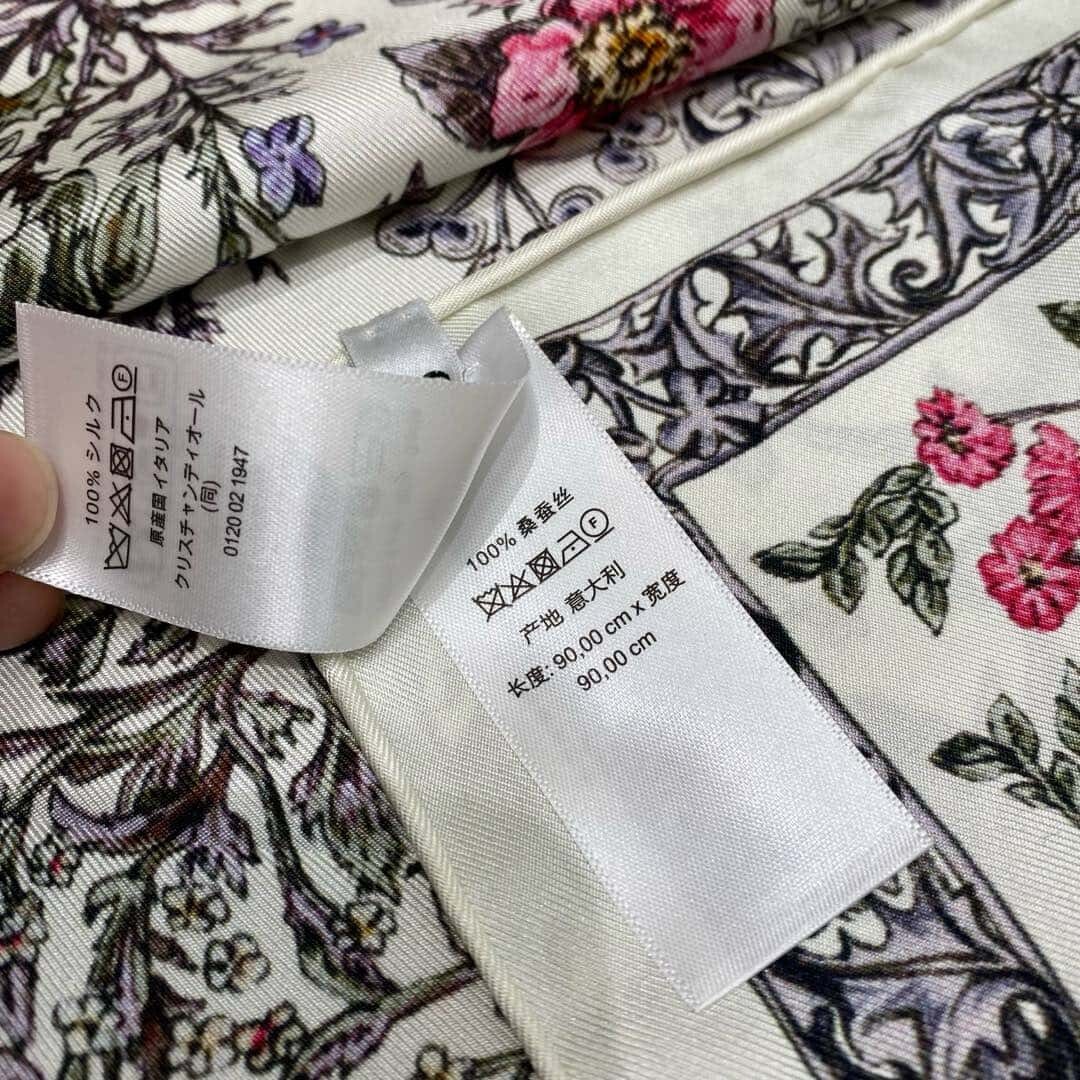 100% シルク
原産国 イタリア
クリスチャンディオール
(同)
0120 02 1947
100% 桑蚕丝
F
产地 意大利
长度: 90,00 cm x 宽度
90,00 cm